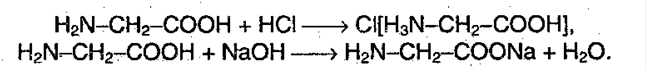 H₂N–CH₂–COOH + HCl ⟶ Cl[H₃N–CH₂–COOH],
H₂N–CH₂–COOH + NaOH ⟶ H₂N–CH₂–COONa + H₂O.